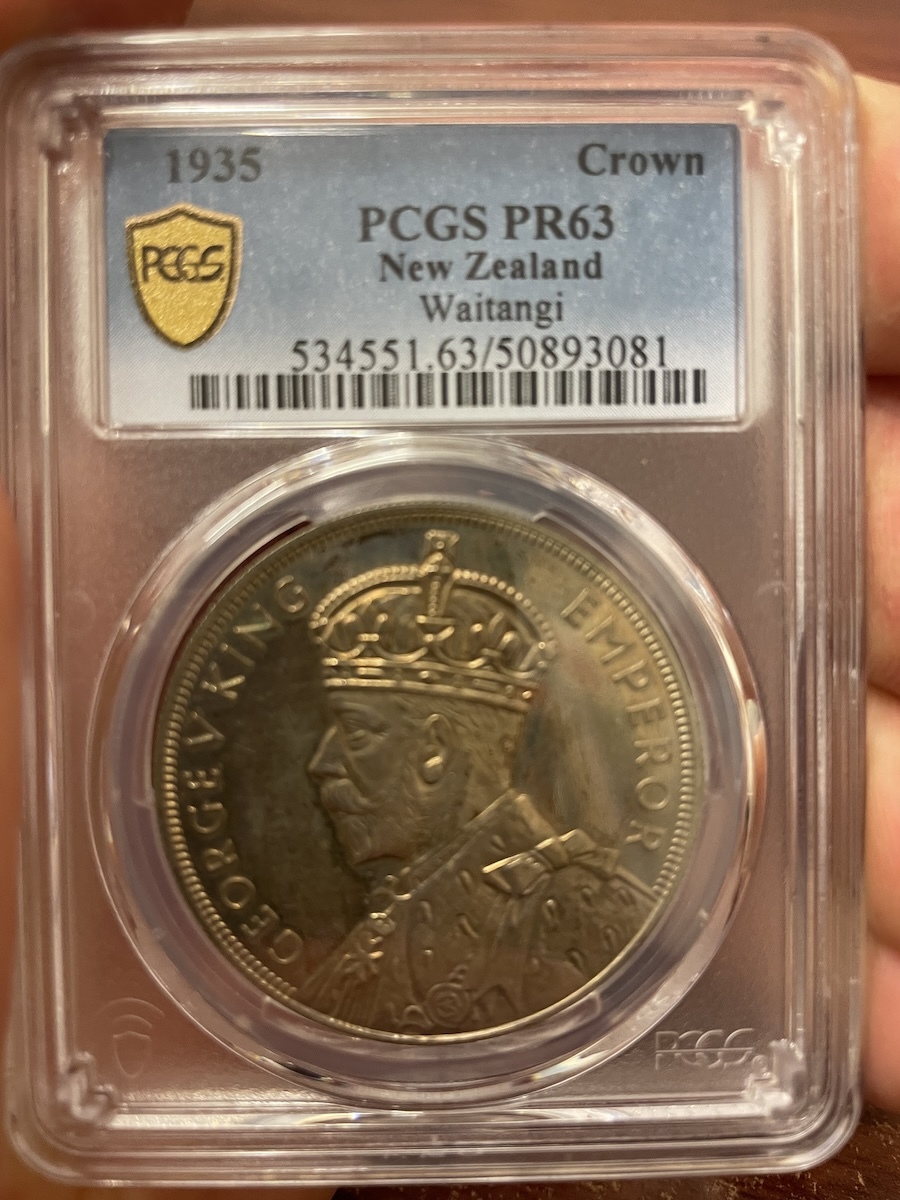 1935 Crown
PCGS PR63
PCGS
New Zealand
Waitangi
534551.63/50893081
GEORGE V KING EMPEROR
PCGS